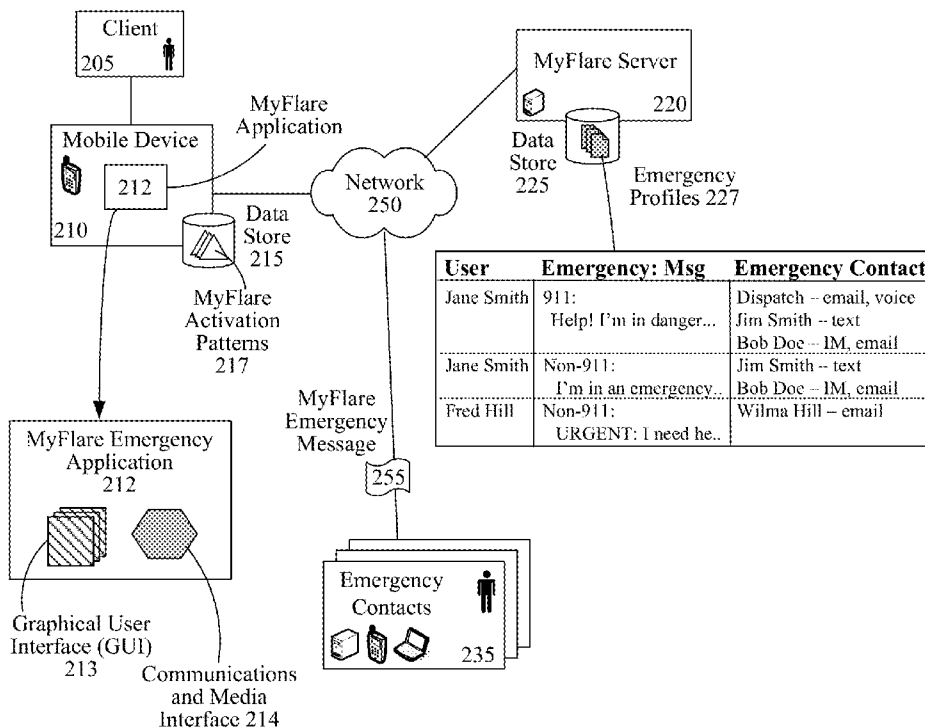 Client
205
MyFlare
Application
Mobile Device
212
210
Data
Store
215
MyFlare
Activation
Patterns
217
Network
250
MyFlare Server
220
Data
Store
225
Emergency
Profiles 227
User Emergency: Msg Emergency Contact
Jane Smith 911: Dispatch – email, voice
Help! I'm in danger... Jim Smith – text
Bob Doe – IM, email
Jane Smith Non-911: Jim Smith – text
I'm in an emergency.. Bob Doe – IM, email
Fred Hill Non-911: Wilma Hill – email
URGENT: I need he..
MyFlare
Emergency
Message
255
MyFlare Emergency
Application
212
Graphical User
Interface (GUI)
213
Communications
and Media
Interface 214
Emergency
Contacts
235